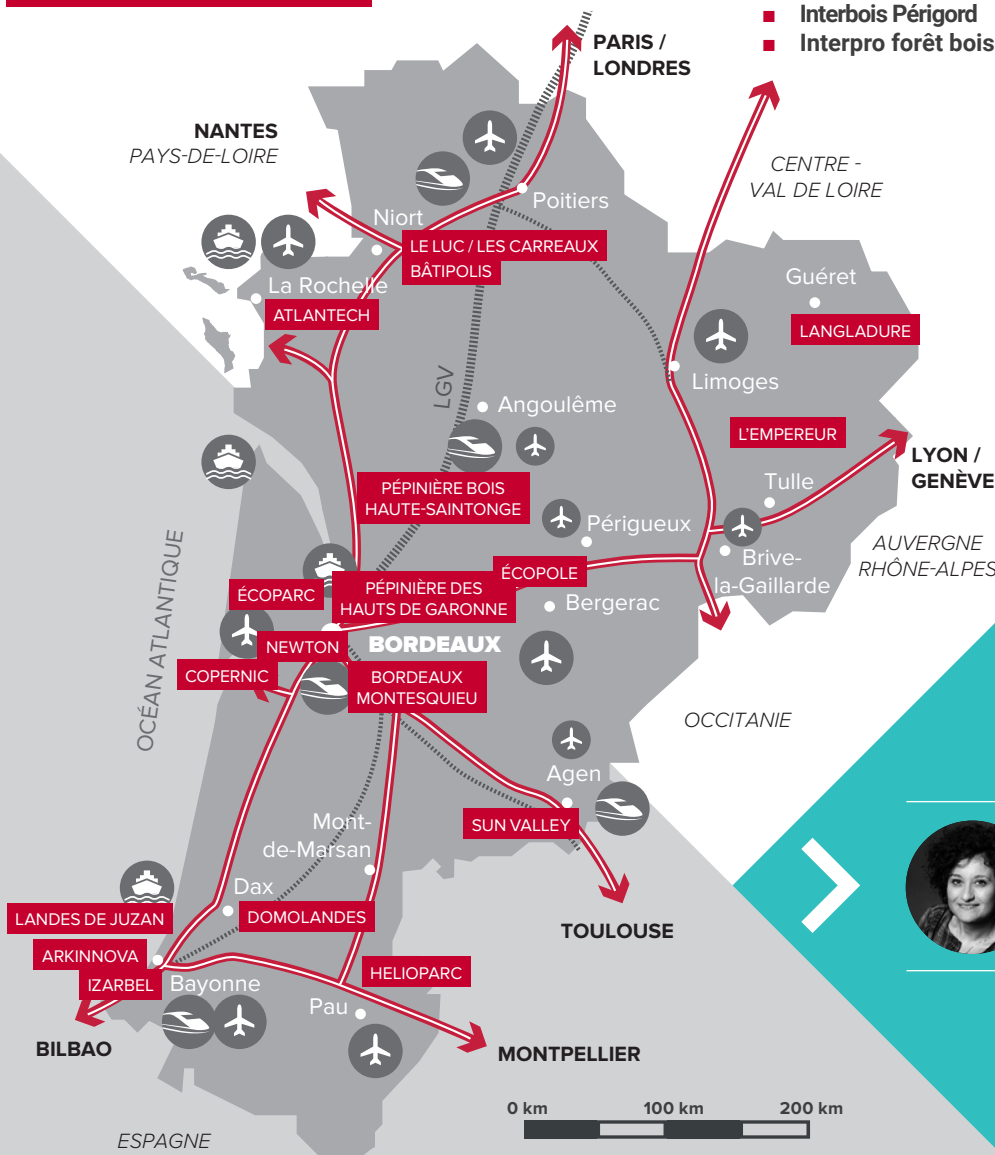 Interbois Périgord
Interpro forêt bois
PARIS /
LONDRES
NANTES
PAYS-DE-LOIRE
CENTRE -
VAL DE LOIRE
Poitiers
Niort
LE LUC / LES CARREAUX
BÂTIPOLIS
Guéret
La Rochelle
ATLANTECH
LANGLADURE
Limoges
LGV
Angoulême
L'EMPEREUR
LYON /
GENÈVE
PÉPINIÈRE BOIS
HAUTE-SAINTONGE
Tulle
Périgueux
AUVERGNE
RHÔNE-ALPES
Brive-
la-Gaillarde
OCÉAN ATLANTIQUE
ÉCOPARC
PÉPINIÈRE DES
HAUTS DE GARONNE
ÉCOPOLE
Bergerac
NEWTON
BORDEAUX
COPERNIC
BORDEAUX
MONTESQUIEU
OCCITANIE
Agen
SUN VALLEY
Mont-
de-Marsan
Dax
LANDES DE JUZAN
DOMOLANDES
TOULOUSE
ARKINNOVA
IZARBEL
Bayonne
HELIOPARC
Pau
BILBAO
MONTPELLIER
0 km
100 km
200 km
ESPAGNE